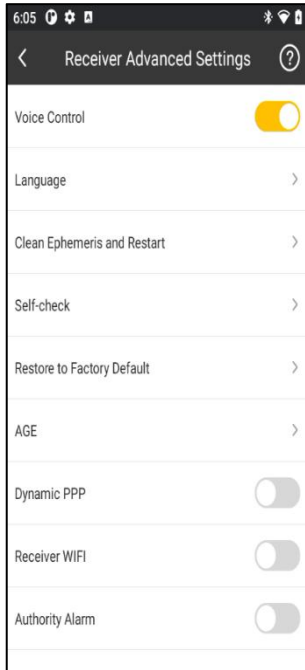 6:05
Receiver Advanced Settings
Voice Control
Language
Clean Ephemeris and Restart
Self-check
Restore to Factory Default
AGE
Dynamic PPP
Receiver WIFI
Authority Alarm